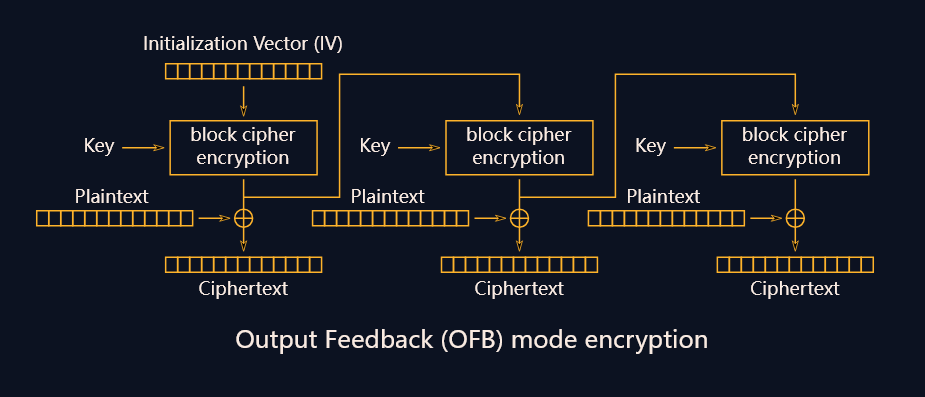 Initialization Vector (IV)
Key
block cipher
encryption
Key
block cipher
encryption
Key
block cipher
encryption
Plaintext
Plaintext
Plaintext
Ciphertext
Ciphertext
Ciphertext
Output Feedback (OFB) mode encryption